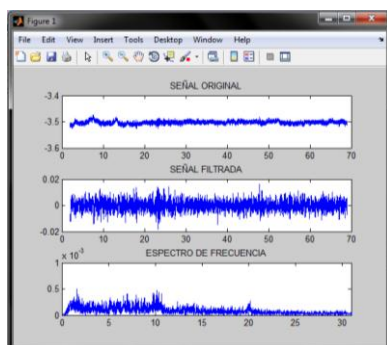 Figure 1
File Edit View Insert Tools Desktop Window Help
SEÑAL ORIGINAL
-3.4
-3.5
-3.6
0 10 20 30 40 50 60 70
SEÑAL FILTRADA
0.02
0
-0.02
0 10 20 30 40 50 60 70
x 10⁻³ ESPECTRO DE FRECUENCIA
1
0.5
0
0 5 10 15 20 25 30